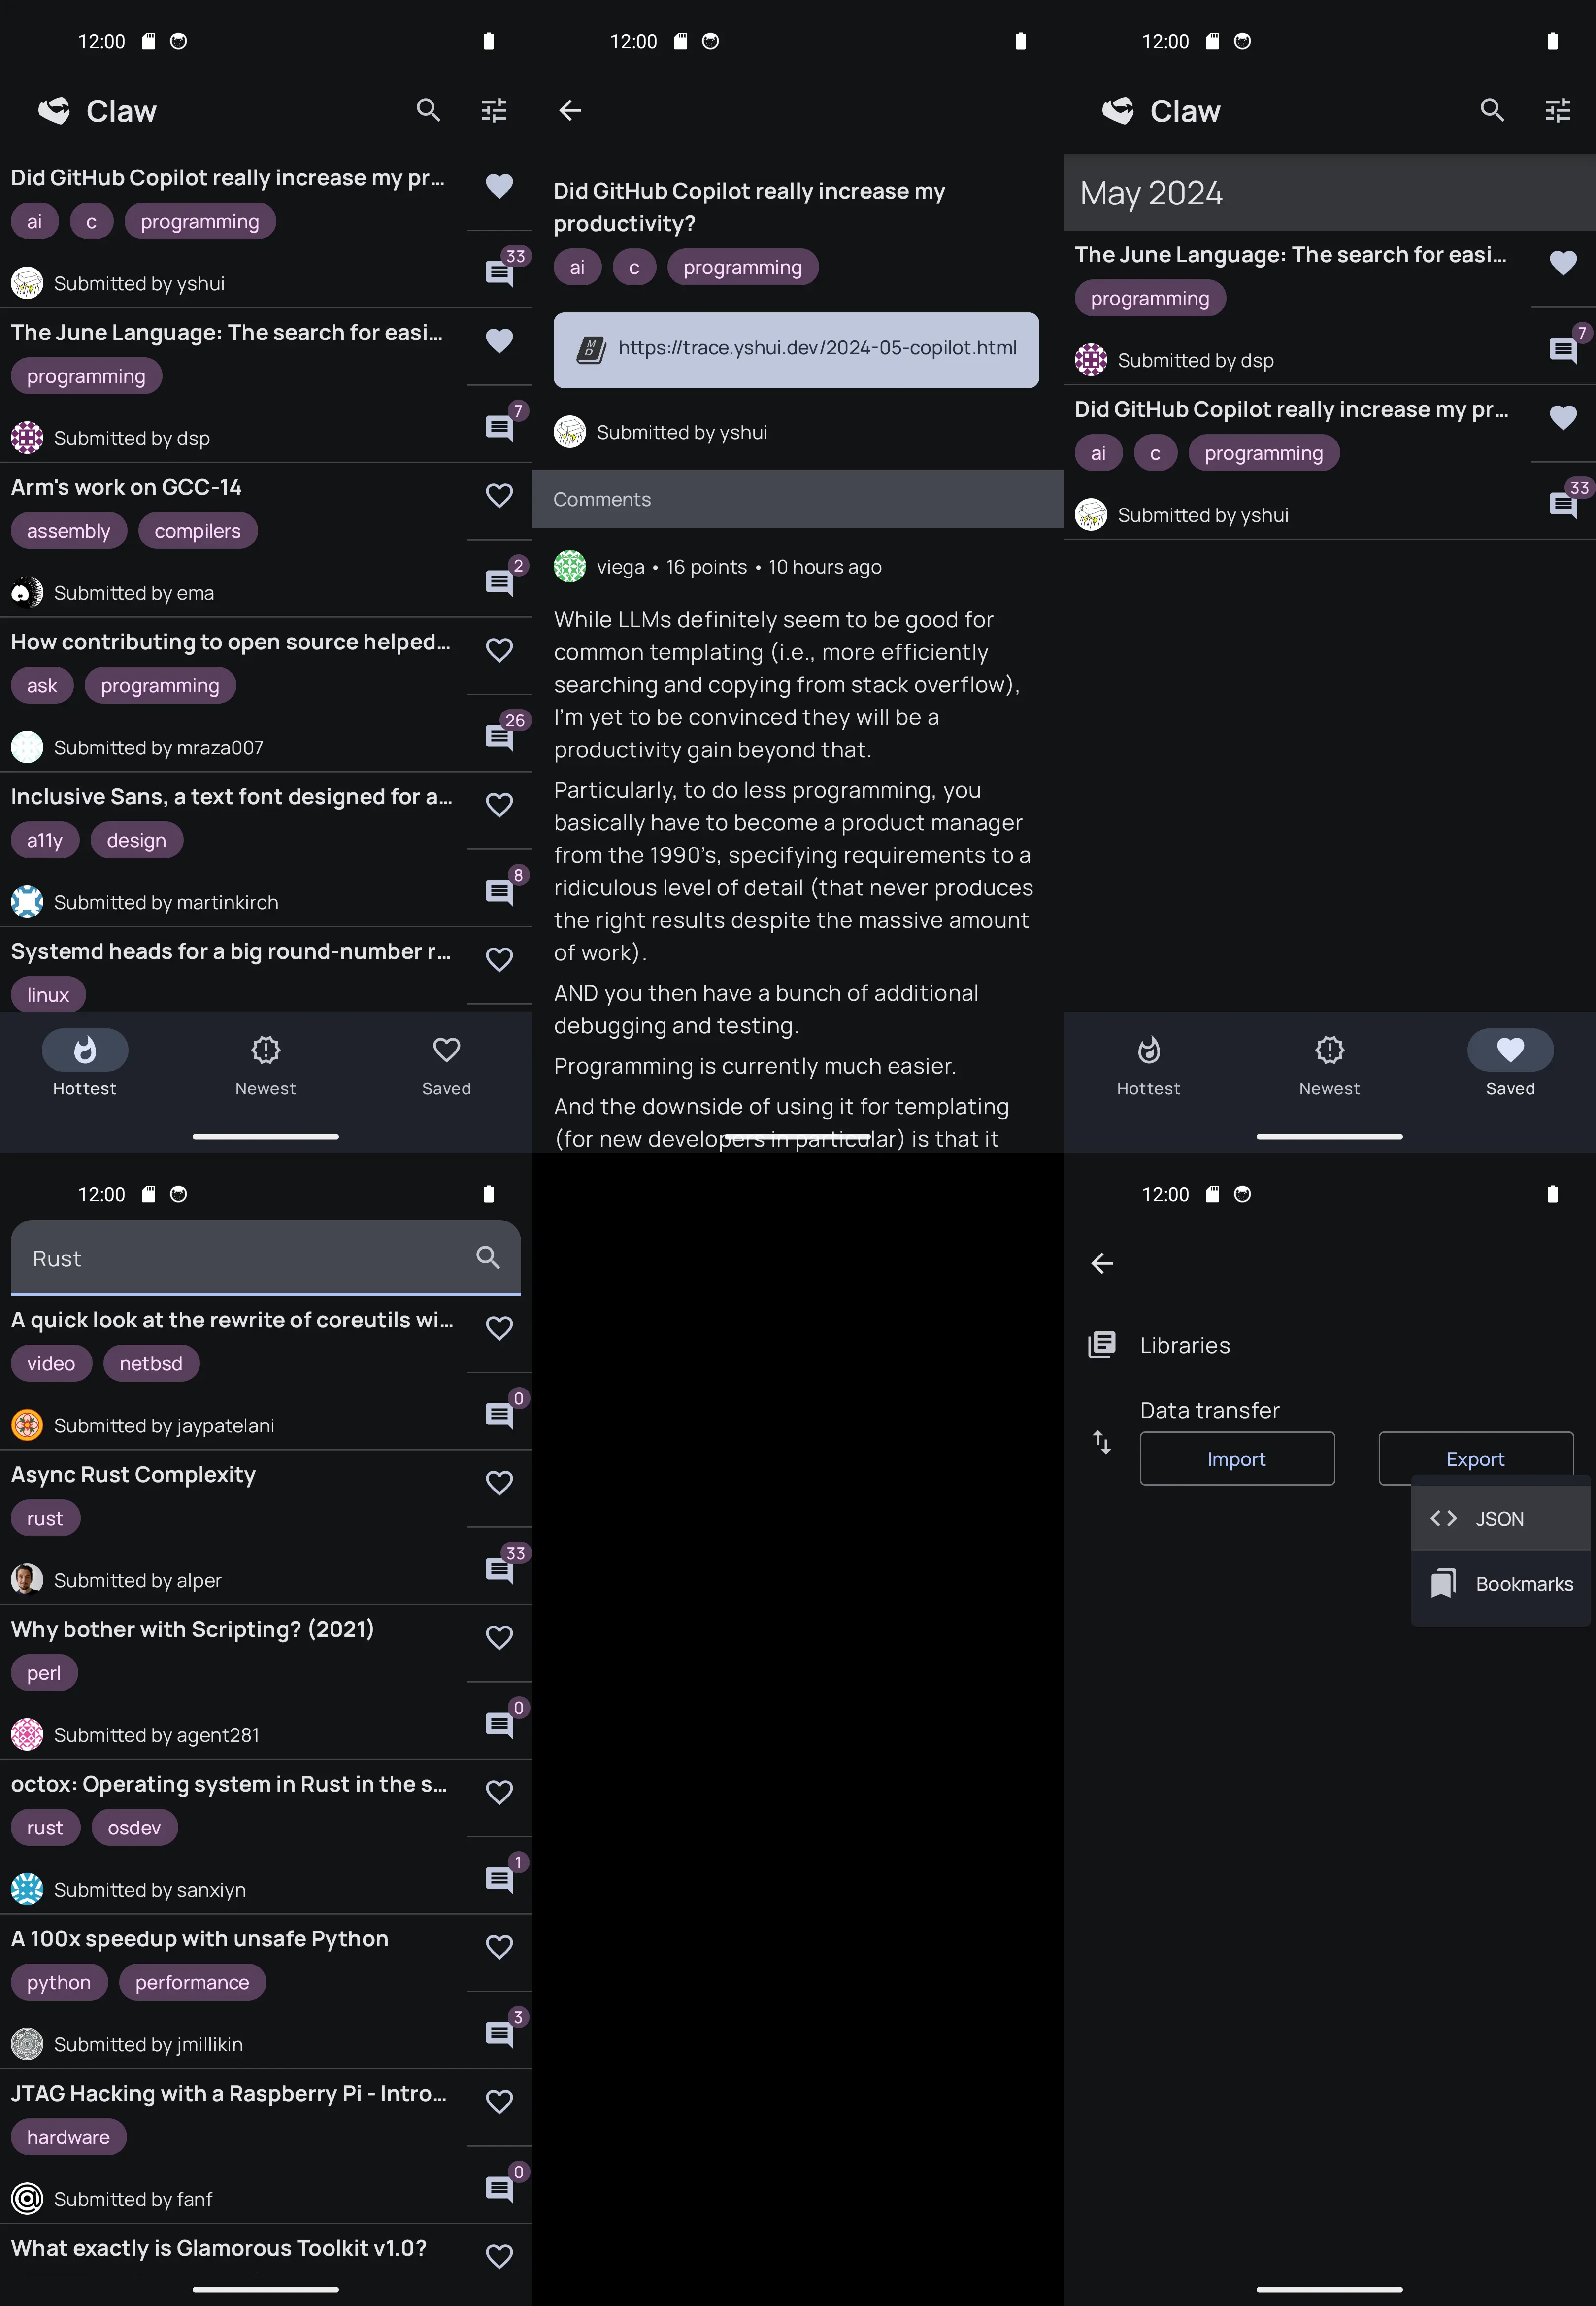 12:00
Claw
Did GitHub Copilot really increase my pr...
ai c programming
33
Submitted by yshui
The June Language: The search for easi...
programming
7
Submitted by dsp
Arm's work on GCC-14
assembly compilers
2
Submitted by ema
How contributing to open source helped...
ask programming
26
Submitted by mraza007
Inclusive Sans, a text font designed for a...
a11y design
8
Submitted by martinkirch
Systemd heads for a big round-number r...
linux
Hottest Newest Saved
12:00
Did GitHub Copilot really increase my
productivity?
ai c programming
MD
https://trace.yshui.dev/2024-05-copilot.html
Submitted by yshui
Comments
viega • 16 points • 10 hours ago
While LLMs definitely seem to be good for
common templating (i.e., more efficiently
searching and copying from stack overflow),
I’m yet to be convinced they will be a
productivity gain beyond that.
Particularly, to do less programming, you
basically have to become a product manager
from the 1990’s, specifying requirements to a
ridiculous level of detail (that never produces
the right results despite the massive amount
of work).
AND you then have a bunch of additional
debugging and testing.
Programming is currently much easier.
And the downside of using it for templating
(for new developers in particular) is that it
12:00
Claw
May 2024
The June Language: The search for easi...
programming
7
Submitted by dsp
Did GitHub Copilot really increase my pr...
ai c programming
33
Submitted by yshui
Hottest Newest Saved
12:00
Rust
A quick look at the rewrite of coreutils wi...
video netbsd
0
Submitted by jaypatelani
Async Rust Complexity
rust
33
Submitted by alper
Why bother with Scripting? (2021)
perl
0
Submitted by agent281
octox: Operating system in Rust in the s...
rust osdev
1
Submitted by sanxiyn
A 100x speedup with unsafe Python
python performance
3
Submitted by jmillikin
JTAG Hacking with a Raspberry Pi - Intro...
hardware
0
Submitted by fanf
What exactly is Glamorous Toolkit v1.0?
12:00
Libraries
Data transfer
Import Export
JSON
Bookmarks